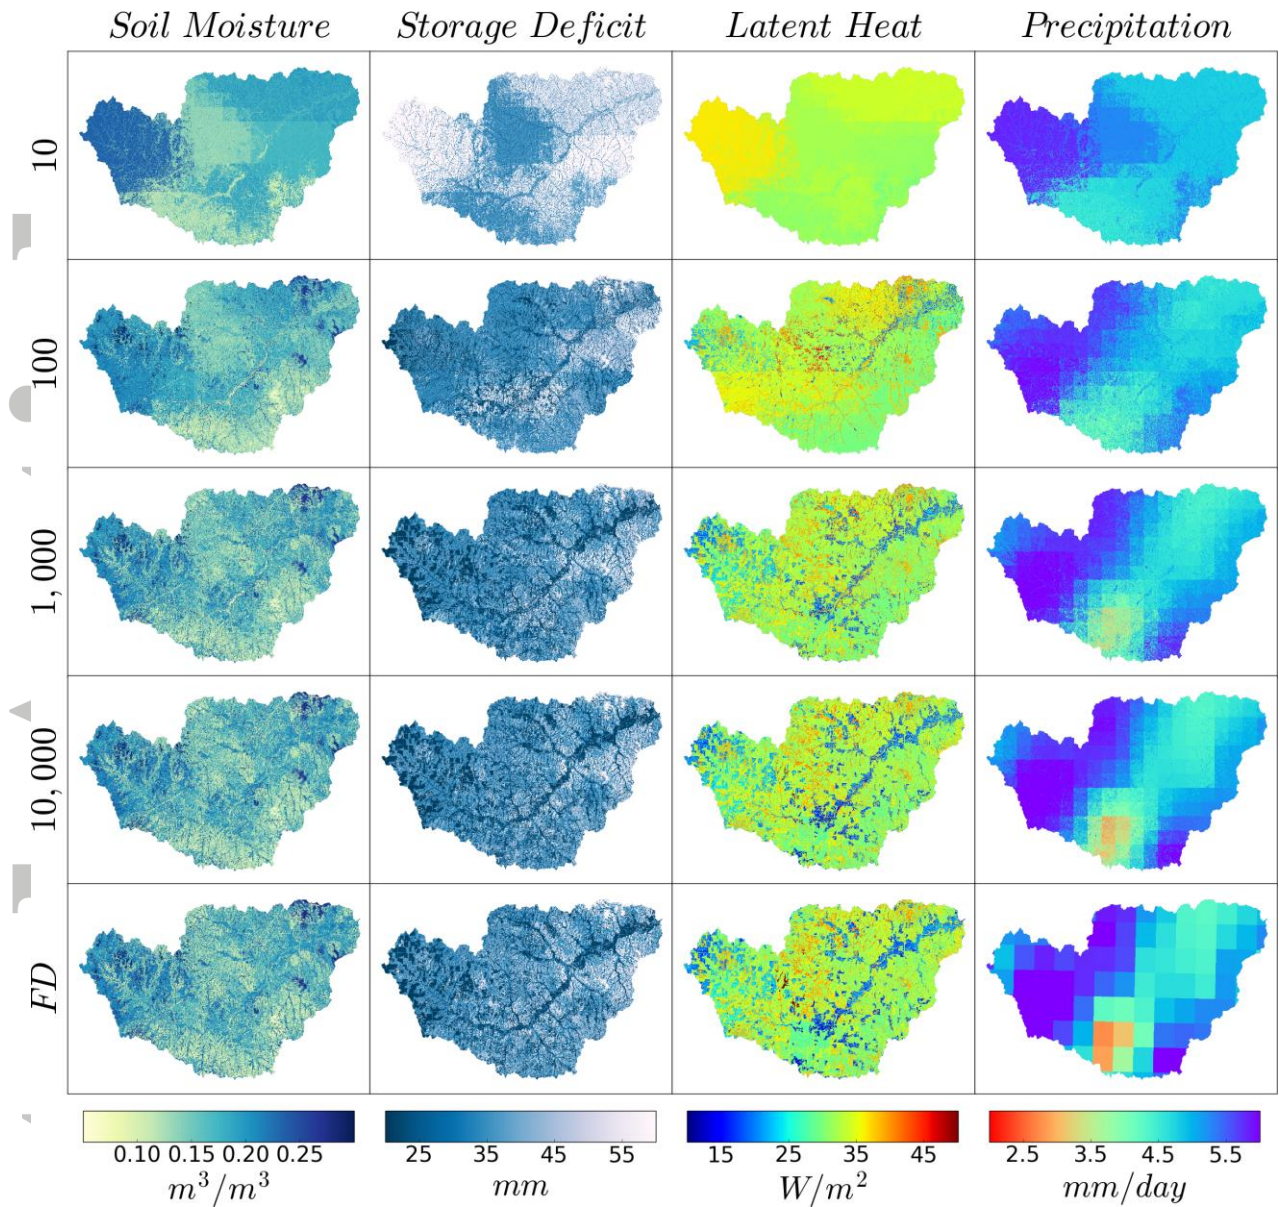 Soil Moisture Storage Deficit Latent Heat Precipitation
10
100
1,000
10,000
FD
0.10 0.15 0.20 0.25 25 35 45 55 15 25 35 45 2.5 3.5 4.5 5.5
m³/m³ mm W/m² mm/day